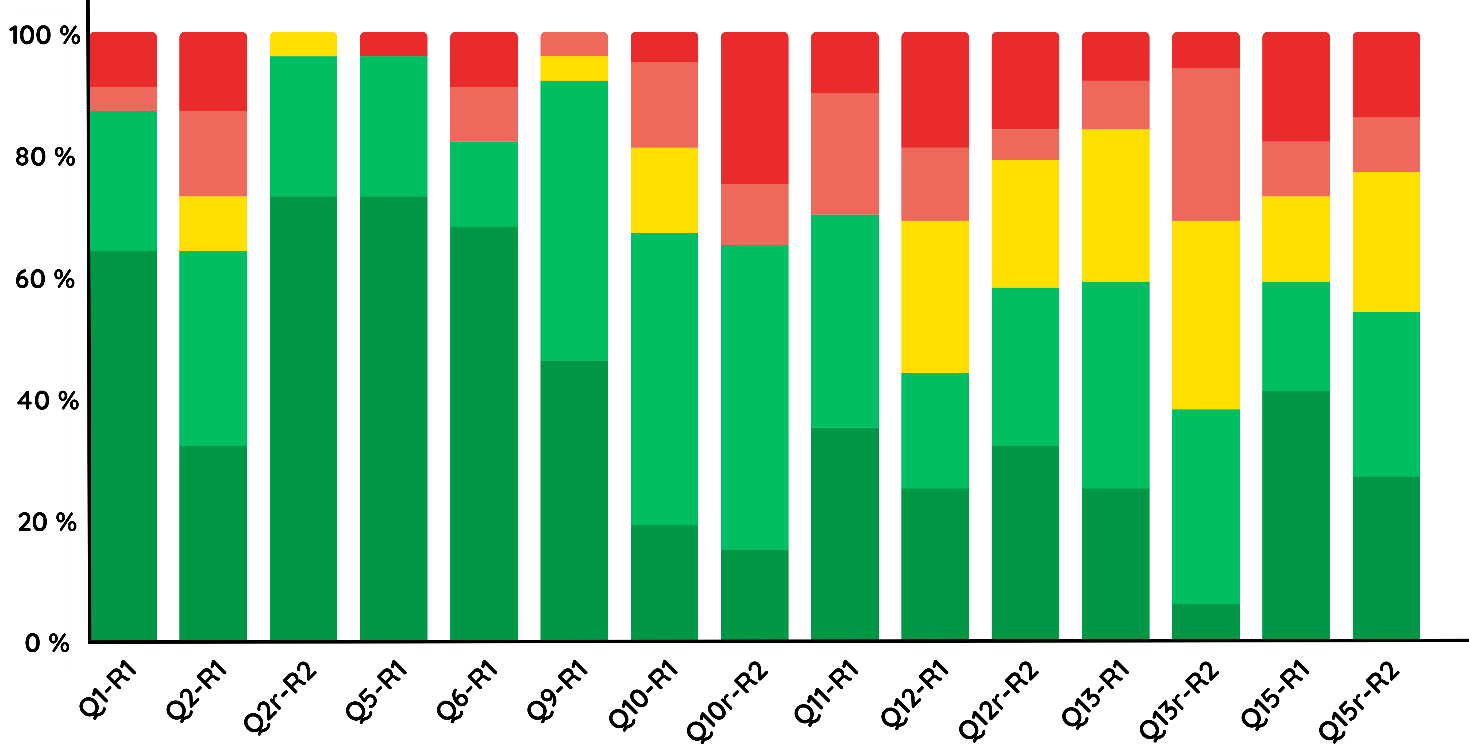 100 %
80 %
60 %
40 %
20 %
0 %
Q1-R1
Q2-R1
Q2r-R2
Q5-R1
Q6-R1
Q9-R1
Q10-R1
Q10r-R2
Q11-R1
Q12-R1
Q12r-R2
Q13-R1
Q13r-R2
Q15-R1
Q15r-R2